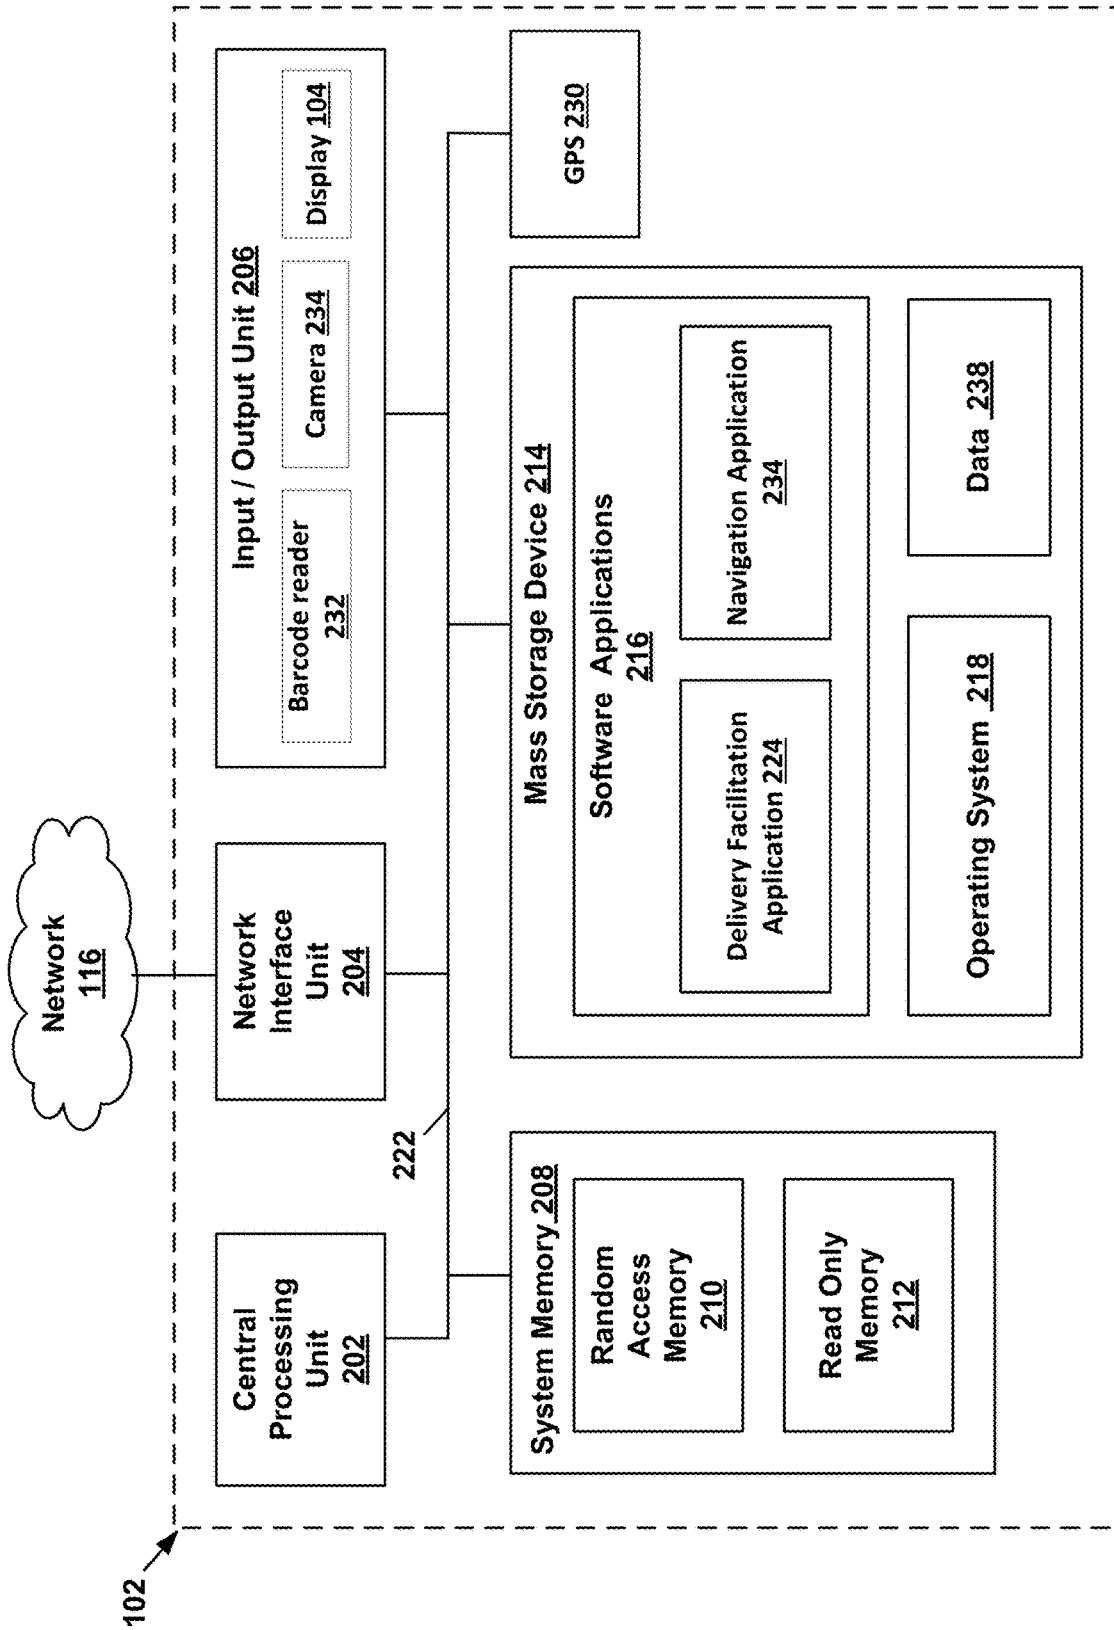 102
Network
116
Central
Processing
Unit
202
Network
Interface
Unit
204
Input / Output Unit 206
Barcode reader
232
Camera 234
Display 104
222
System Memory 208
Random
Access
Memory
210
Read Only
Memory
212
Mass Storage Device 214
Software Applications
216
Delivery Facilitation
Application 224
Navigation Application
234
Operating System 218
Data 238
GPS 230